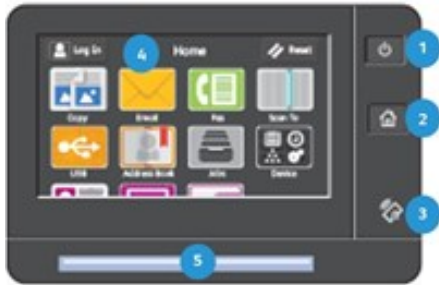 Log In 4 Home Reset 1
Copy Email Fax Scan To
2
USB Address Book Jobs Device
3
5